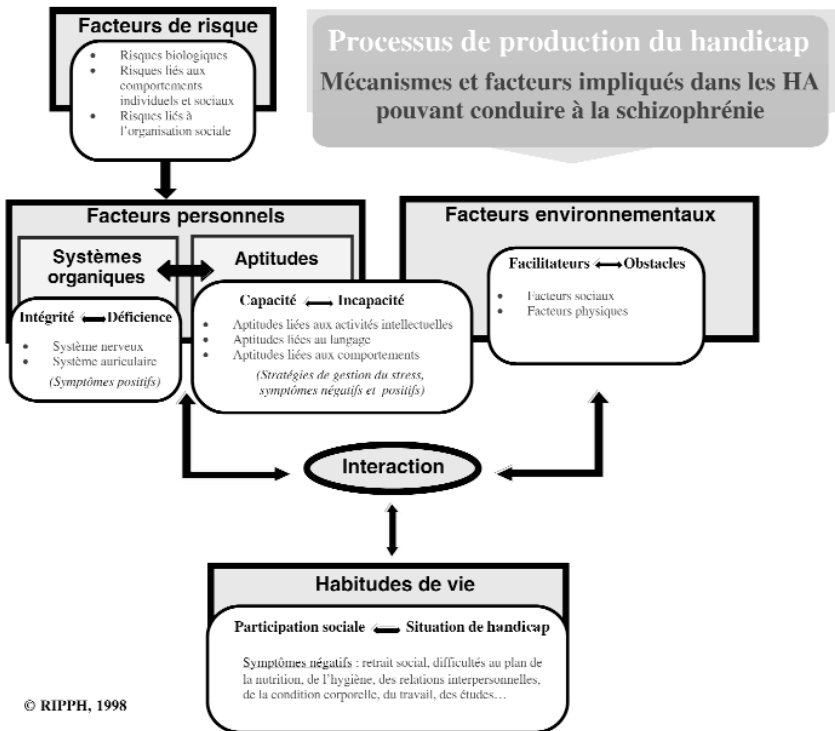 Facteurs de risque
• Risques biologiques
• Risques liés aux
comportements
individuels et sociaux
• Risques liés à
l'organisation sociale
Processus de production du handicap
Mécanismes et facteurs impliqués dans les HA
pouvant conduire à la schizophrénie
Facteurs personnels
Systèmes
organiques
Aptitudes
Intégrité Déficience
• Système nerveux
• Système auriculaire
(Symptômes positifs)
Capacité Incapacité
• Aptitudes liées aux activités intellectuelles
• Aptitudes liées au langage
• Aptitudes liées aux comportements
(Stratégies de gestion du stress,
symptômes négatifs et positifs)
Facteurs environnementaux
Facilitateurs Obstacles
• Facteurs sociaux
• Facteurs physiques
Interaction
Habitudes de vie
Participation sociale Situation de handicap
Symptômes négatifs : retrait social, difficultés au plan de
la nutrition, de l'hygiène, des relations interpersonnelles,
de la condition corporelle, du travail, des études…
© RIPPH, 1998